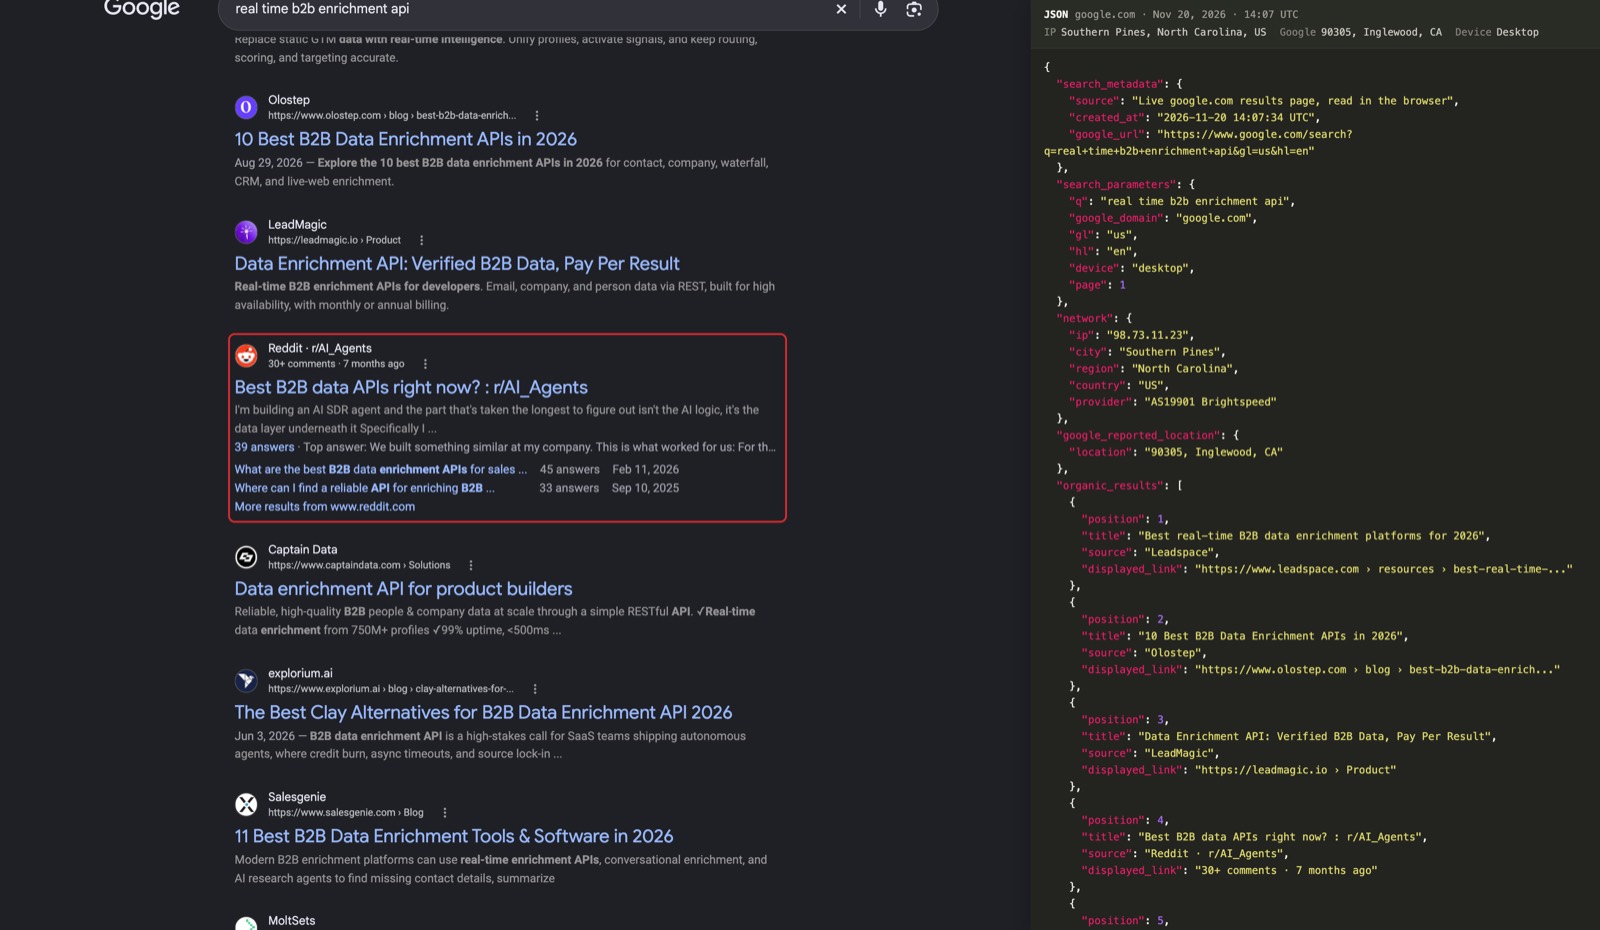 Google
real time b2b enrichment api
Replace static GTM data with real-time intelligence. Unify profiles, activate signals, and keep routing,
scoring, and targeting accurate.
Olostep
https://www.olostep.com › blog › best-b2b-data-enrich...
10 Best B2B Data Enrichment APIs in 2026
Aug 29, 2026 — Explore the 10 best B2B data enrichment APIs in 2026 for contact, company, waterfall,
CRM, and live-web enrichment.
LeadMagic
https://leadmagic.io › Product
Data Enrichment API: Verified B2B Data, Pay Per Result
Real-time B2B enrichment APIs for developers. Email, company, and person data via REST, built for high
availability, with monthly or annual billing.
Reddit · r/AI_Agents
30+ comments · 7 months ago
Best B2B data APIs right now? : r/AI_Agents
I'm building an AI SDR agent and the part that's taken the longest to figure out isn't the AI logic, it's the
data layer underneath it Specifically I ...
39 answers · Top answer: We built something similar at my company. This is what worked for us: For th...
What are the best B2B data enrichment APIs for sales ... 45 answers Feb 11, 2026
Where can I find a reliable API for enriching B2B ... 33 answers Sep 10, 2025
More results from www.reddit.com
Captain Data
https://www.captaindata.com › Solutions
Data enrichment API for product builders
Reliable, high-quality B2B people & company data at scale through a simple RESTful API. ✓Real-time
data enrichment from 750M+ profiles ✓99% uptime, <500ms ...
explorium.ai
https://www.explorium.ai › blog › clay-alternatives-for-...
The Best Clay Alternatives for B2B Data Enrichment API 2026
Jun 3, 2026 — B2B data enrichment API is a high-stakes call for SaaS teams shipping autonomous
agents, where credit burn, async timeouts, and source lock-in ...
Salesgenie
https://www.salesgenie.com › Blog
11 Best B2B Data Enrichment Tools & Software in 2026
Modern B2B enrichment platforms can use real-time enrichment APIs, conversational enrichment, and
AI research agents to find missing contact details, summarize
MoltSets
JSON google.com · Nov 20, 2026 · 14:07 UTC
IP Southern Pines, North Carolina, US Google 90305, Inglewood, CA Device Desktop
{
"search_metadata": {
"source": "Live google.com results page, read in the browser",
"created_at": "2026-11-20 14:07:34 UTC",
"google_url": "https://www.google.com/search?
q=real+time+b2b+enrichment+api&gl=us&hl=en"
},
"search_parameters": {
"q": "real time b2b enrichment api",
"google_domain": "google.com",
"gl": "us",
"hl": "en",
"device": "desktop",
"page": 1
},
"network": {
"ip": "98.73.11.23",
"city": "Southern Pines",
"region": "North Carolina",
"country": "US",
"provider": "AS19901 Brightspeed"
},
"google_reported_location": {
"location": "90305, Inglewood, CA"
},
"organic_results": [
{
"position": 1,
"title": "Best real-time B2B data enrichment platforms for 2026",
"source": "Leadspace",
"displayed_link": "https://www.leadspace.com › resources › best-real-time-..."
},
{
"position": 2,
"title": "10 Best B2B Data Enrichment APIs in 2026",
"source": "Olostep",
"displayed_link": "https://www.olostep.com › blog › best-b2b-data-enrich..."
},
{
"position": 3,
"title": "Data Enrichment API: Verified B2B Data, Pay Per Result",
"source": "LeadMagic",
"displayed_link": "https://leadmagic.io › Product"
},
{
"position": 4,
"title": "Best B2B data APIs right now? : r/AI_Agents",
"source": "Reddit · r/AI_Agents",
"displayed_link": "30+ comments · 7 months ago"
},
{
"position": 5,